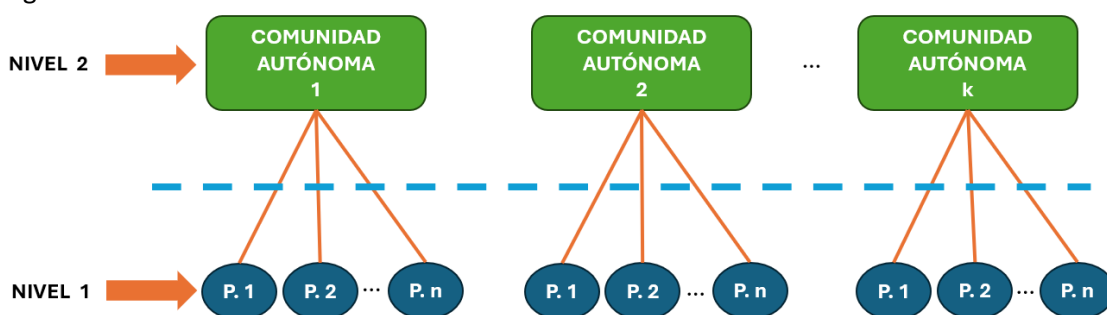 NIVEL 2
COMUNIDAD
AUTÓNOMA
1
COMUNIDAD
AUTÓNOMA
2
...
COMUNIDAD
AUTÓNOMA
k
NIVEL 1
P. 1 P. 2 ... P. n
P. 1 P. 2 ... P. n
P. 1 P. 2 ... P. n